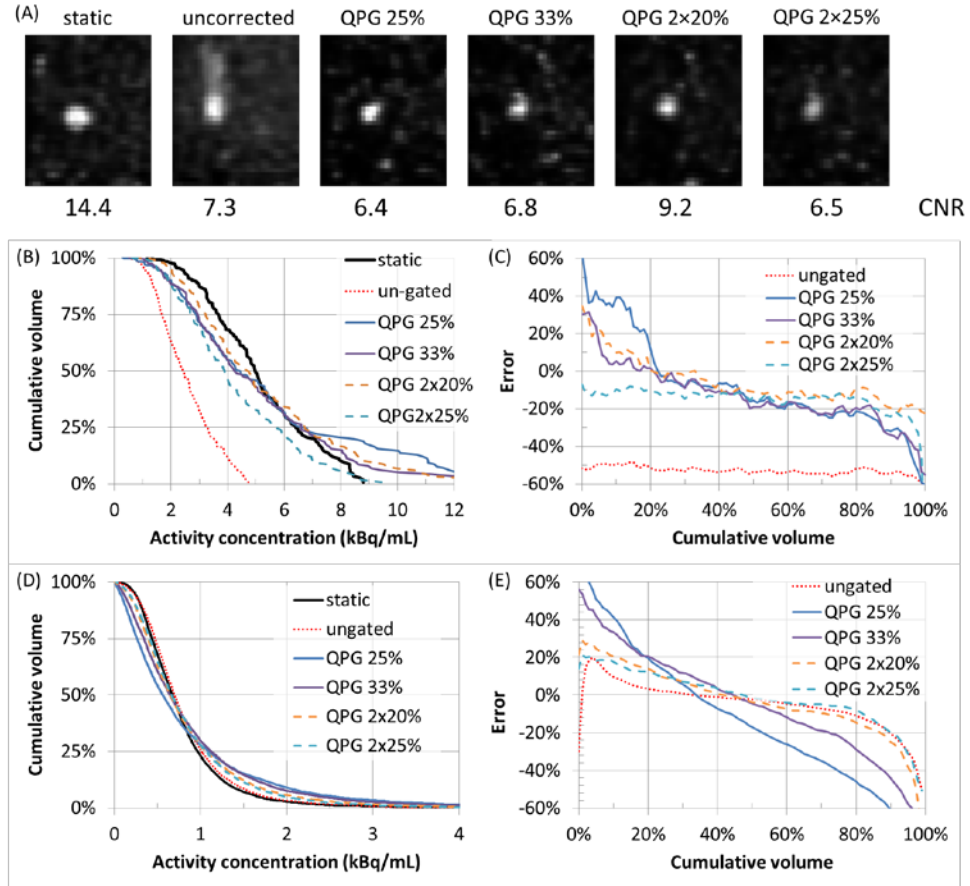 (A) static uncorrected QPG 25% QPG 33% QPG 2×20% QPG 2×25%
14.4 7.3 6.4 6.8 9.2 6.5 CNR
(B)
Cumulative volume
100%
75%
50%
25%
0%
0 2 4 6 8 10 12
Activity concentration (kBq/mL)
static
un-gated
QPG 25%
QPG 33%
QPG 2x20%
QPG2x25%
(C)
Error
60%
40%
20%
0%
-20%
-40%
-60%
0% 20% 40% 60% 80% 100%
Cumulative volume
ungated
QPG 25%
QPG 33%
QPG 2x20%
QPG 2x25%
(D)
Cumulative volume
100%
75%
50%
25%
0%
0 1 2 3 4
Activity concentration (kBq/mL)
static
ungated
QPG 25%
QPG 33%
QPG 2x20%
QPG 2x25%
(E)
Error
60%
40%
20%
0%
-20%
-40%
-60%
0% 20% 40% 60% 80% 100%
Cumulative volume
ungated
QPG 25%
QPG 33%
QPG 2x20%
QPG 2x25%